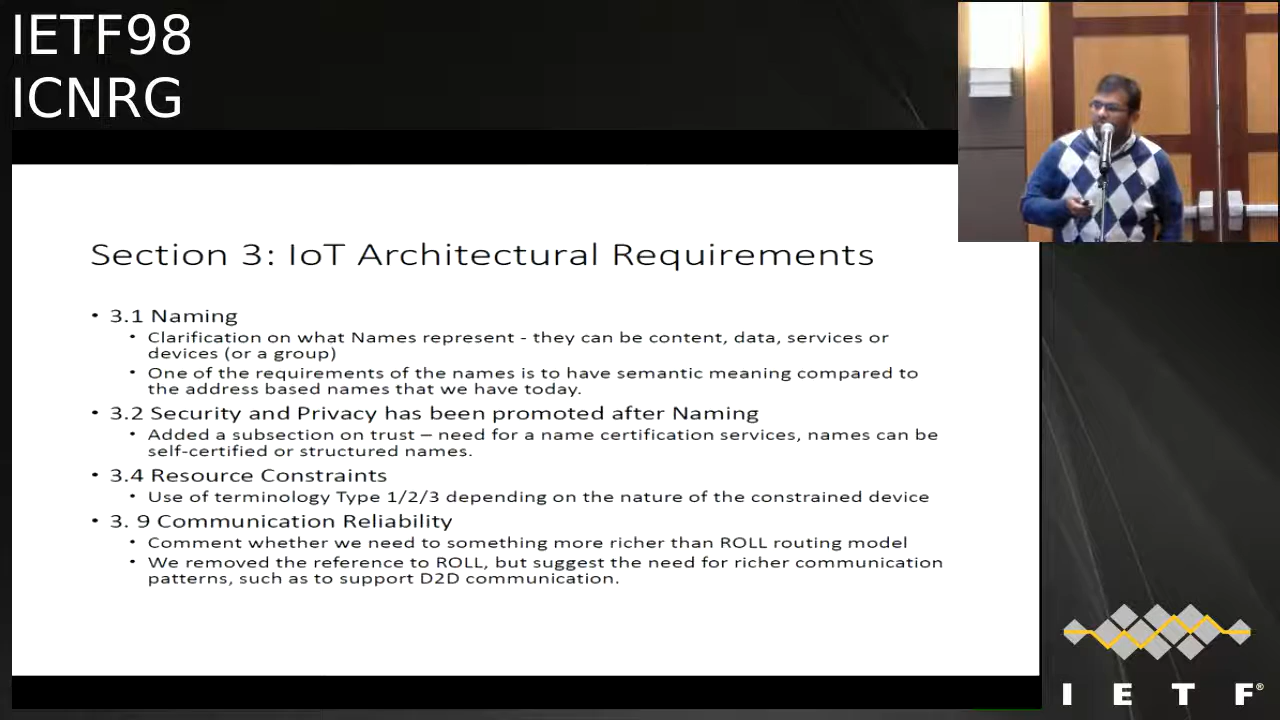 IETF98
ICNRG
Section 3: IoT Architectural Requirements
• 3.1 Naming
• Clarification on what Names represent - they can be content, data, services or
devices (or a group)
• One of the requirements of the names is to have semantic meaning compared to
the address based names that we have today.
• 3.2 Security and Privacy has been promoted after Naming
• Added a subsection on trust – need for a name certification services, names can be
self-certified or structured names.
• 3.4 Resource Constraints
• Use of terminology Type 1/2/3 depending on the nature of the constrained device
• 3. 9 Communication Reliability
• Comment whether we need to something more richer than ROLL routing model
• We removed the reference to ROLL, but suggest the need for richer communication
patterns, such as to support D2D communication.
I E T F®